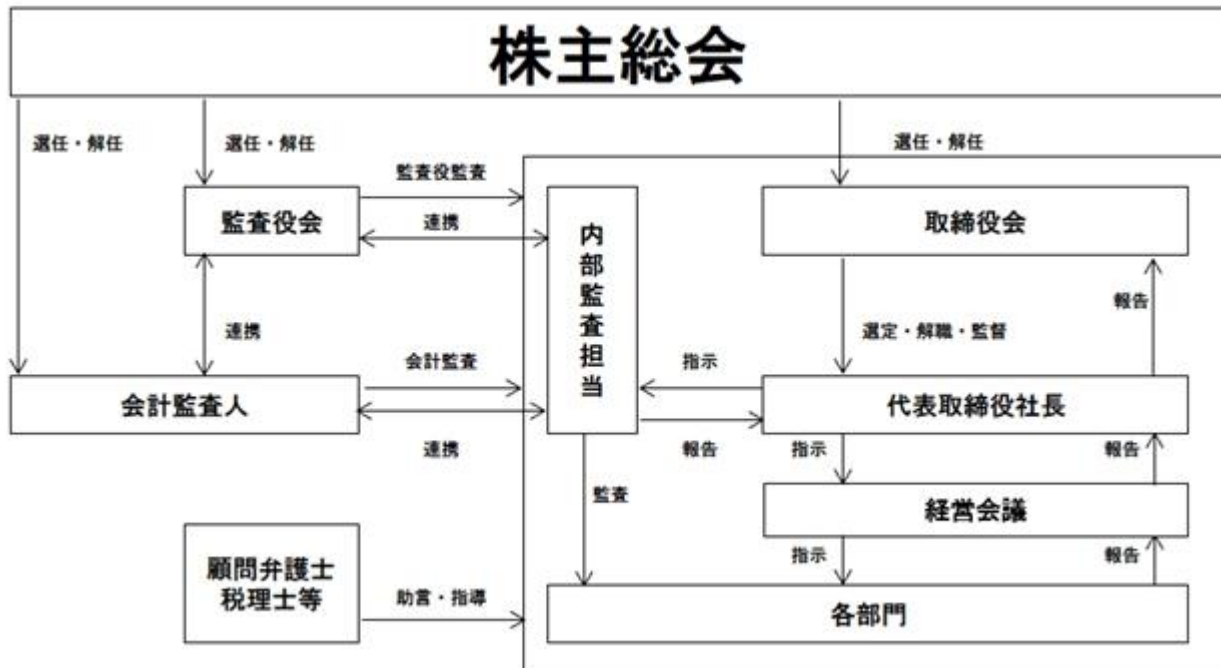 株主総会
選任・解任
選任・解任
選任・解任
監査役監査
監査役会
連携
内部監査担当
取締役会
報告
連携
選定・解職・監督
会計監査
指示
会計監査人
代表取締役社長
連携
報告
指示
報告
監査
経営会議
顧問弁護士
税理士等
指示
報告
助言・指導
各部門